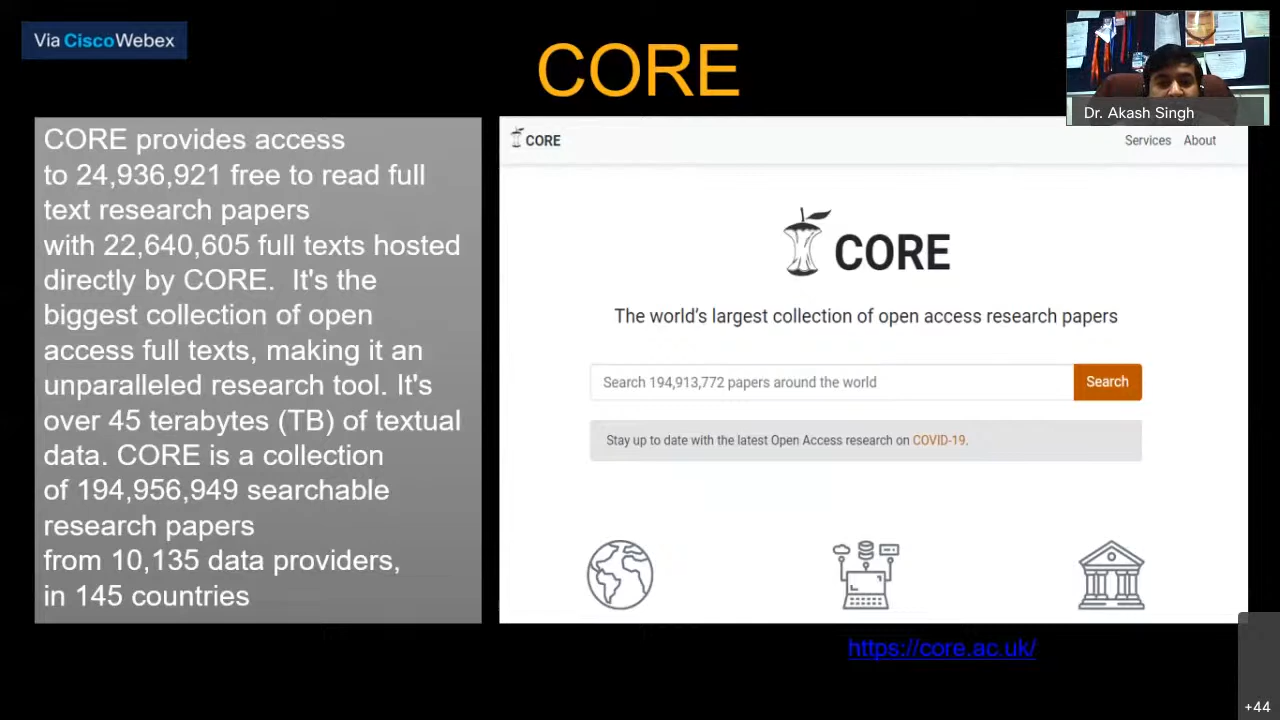 Via CiscoWebex
CORE
Dr. Akash Singh
CORE provides access
to 24,936,921 free to read full
text research papers
with 22,640,605 full texts hosted
directly by CORE.  It's the
biggest collection of open
access full texts, making it an
unparalleled research tool. It's
over 45 terabytes (TB) of textual
data. CORE is a collection
of 194,956,949 searchable
research papers
from 10,135 data providers,
in 145 countries
CORE
Services About
CORE
The world's largest collection of open access research papers
Search 194,913,772 papers around the world
Search
Stay up to date with the latest Open Access research on COVID-19.
https://core.ac.uk/
+44